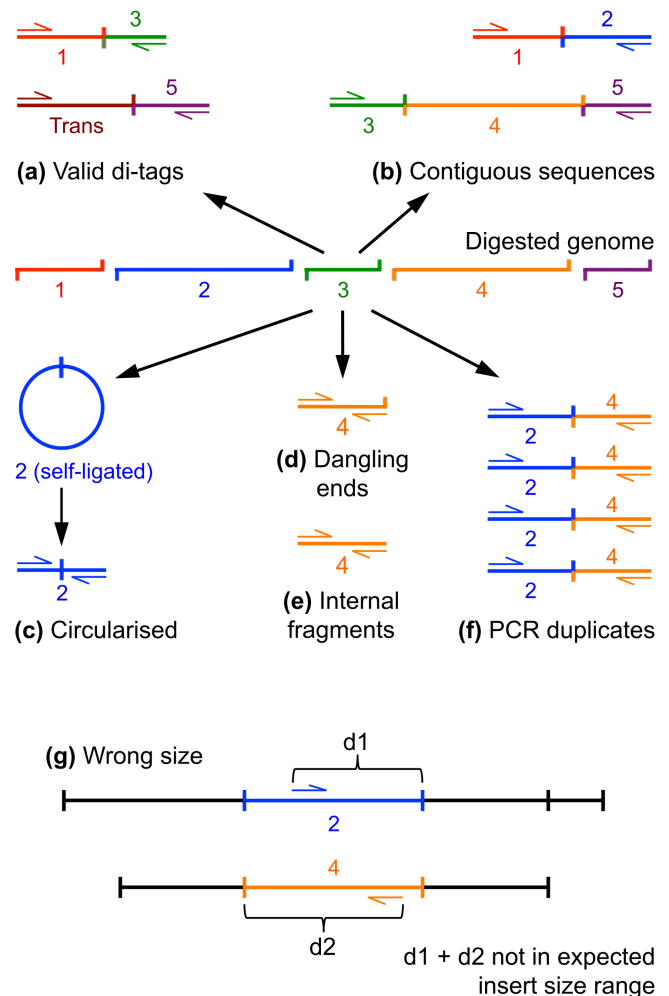 3
1
5
Trans
(a) Valid di-tags
2
1
3
4
5
(b) Contiguous sequences
Digested genome
1
2
3
4
5
2 (self-ligated)
2
(c) Circularised
4
(d) Dangling
ends
4
(e) Internal
fragments
4
2
4
2
4
2
4
2
(f) PCR duplicates
(g) Wrong size
d1
2
4
d2
d1 + d2 not in expected
insert size range